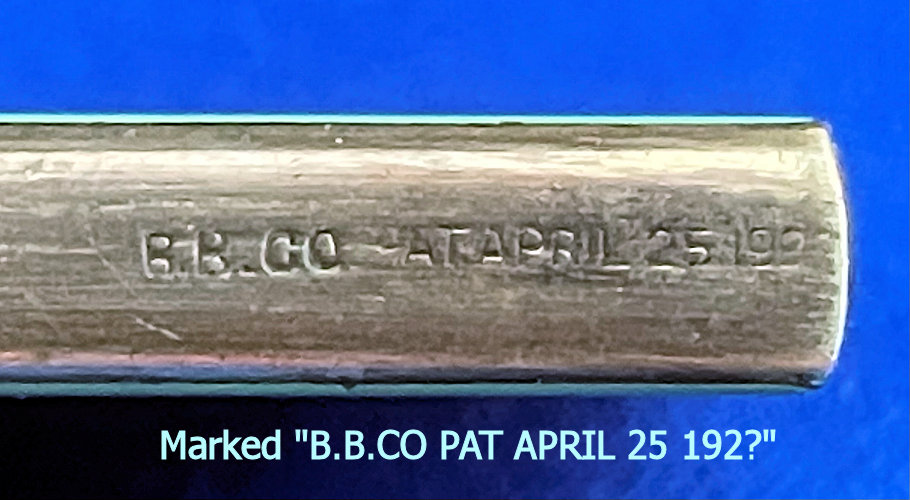 B.B.CO PAT APRIL 25 192
Marked "B.B.CO PAT APRIL 25 192?"